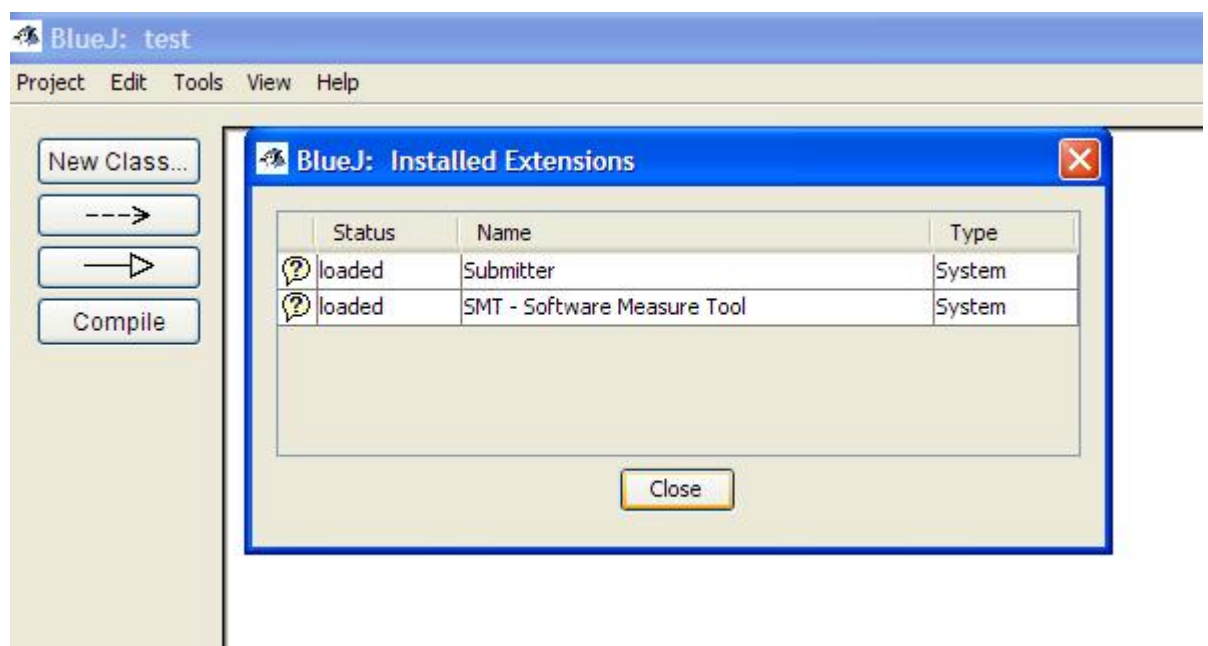 BlueJ: test
Project Edit Tools View Help
New Class...
Compile
BlueJ: Installed Extensions
Status Name Type
loaded Submitter System
loaded SMT - Software Measure Tool System
Close